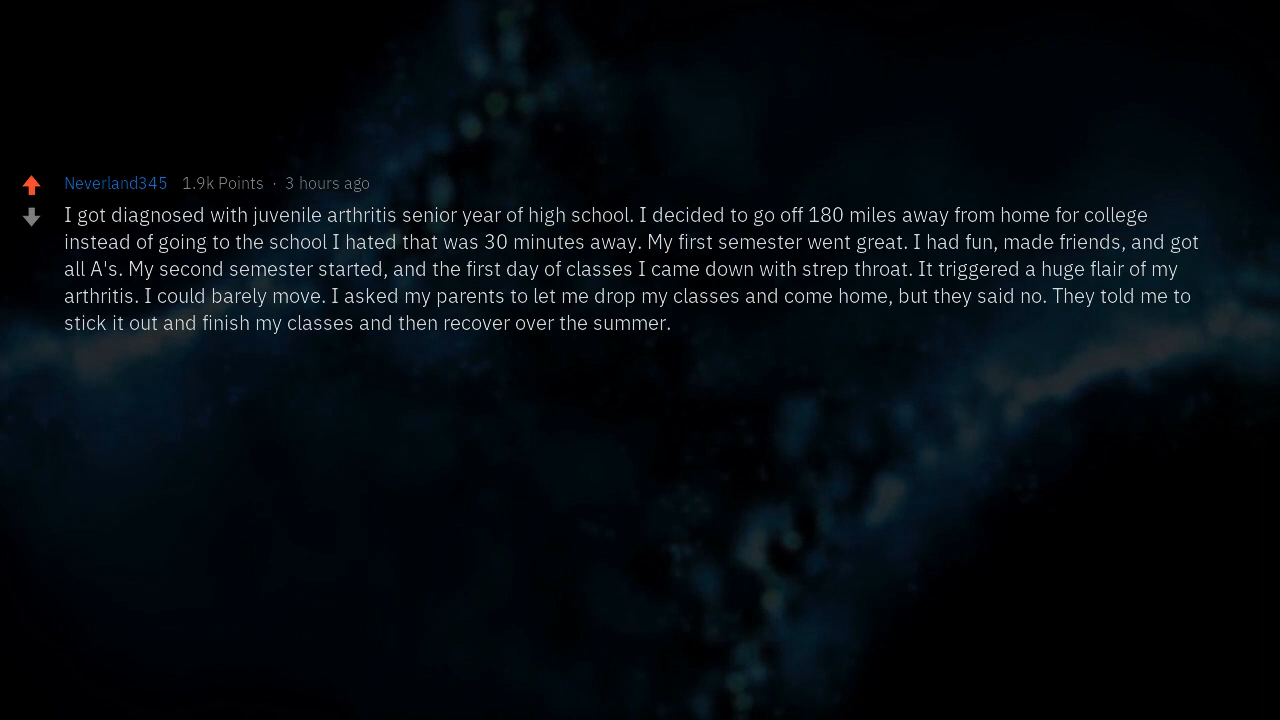 Neverland345 1.9k Points · 3 hours ago
I got diagnosed with juvenile arthritis senior year of high school. I decided to go off 180 miles away from home for college
instead of going to the school I hated that was 30 minutes away. My first semester went great. I had fun, made friends, and got
all A's. My second semester started, and the first day of classes I came down with strep throat. It triggered a huge flair of my
arthritis. I could barely move. I asked my parents to let me drop my classes and come home, but they said no. They told me to
stick it out and finish my classes and then recover over the summer.